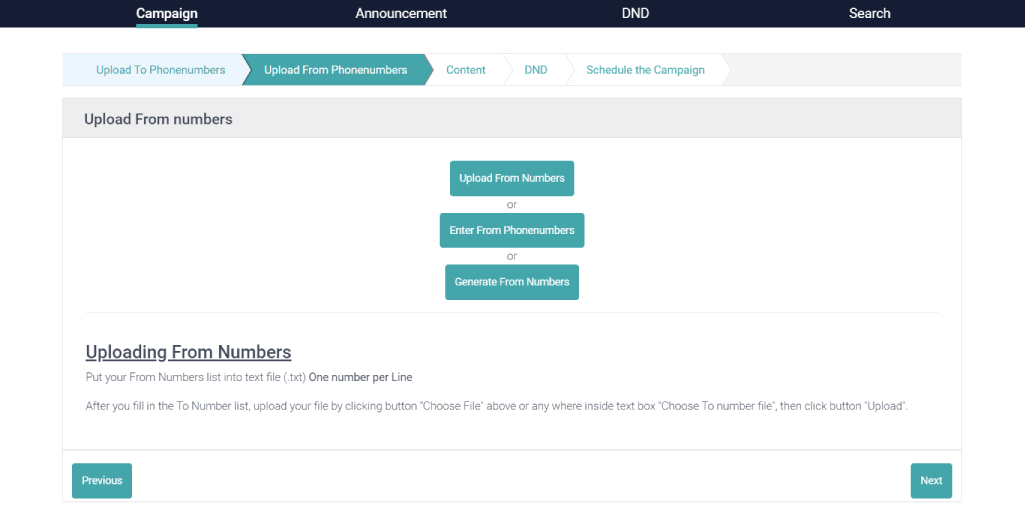 Campaign Announcement DND Search
Upload To Phonenumbers Upload From Phonenumbers Content DND Schedule the Campaign
Upload From numbers
Upload From Numbers
or
Enter From Phonenumbers
or
Generate From Numbers
Uploading From Numbers
Put your From Numbers list into text file (.txt) One number per Line
After you fill in the To Number list, upload your file by clicking button "Choose File" above or any where inside text box "Choose To number file", then click button "Upload".
Previous Next